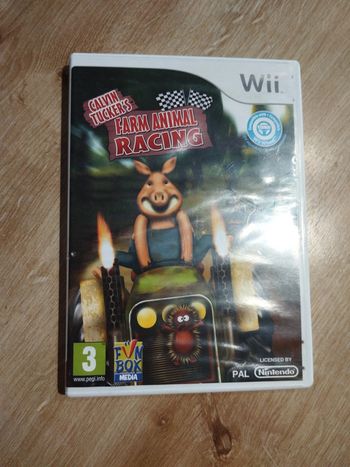 Wii
CALVIN
TUCKER'S
FARM ANIMAL
RACING
3
www.pegi.info
FUN
BOX
MEDIA
PAL
LICENSED BY
Nintendo